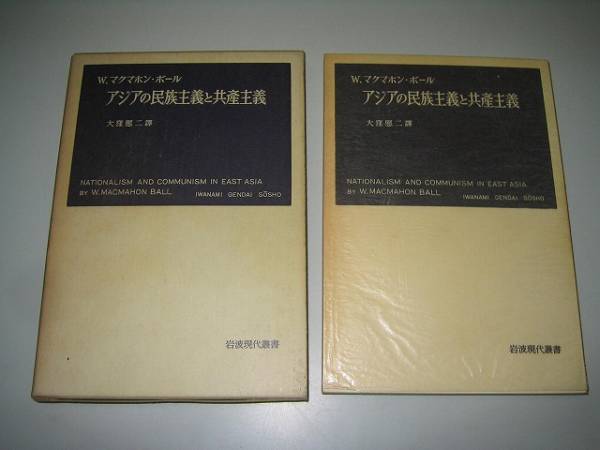 W.マクマホン・ボール
アジアの民族主義と共産主義
大窪愿二譯
NATIONALISM AND COMMUNISM IN EAST ASIA
BY W.MACMAHON BALL IWANAMI GENDAI SŌSHO
岩波現代叢書
W.マクマホン・ボール
アジアの民族主義と共産主義
大窪愿二譯
NATIONALISM AND COMMUNISM IN EAST ASIA
BY W.MACMAHON BALL IWANAMI GENDAI SŌSHO
岩波現代叢書